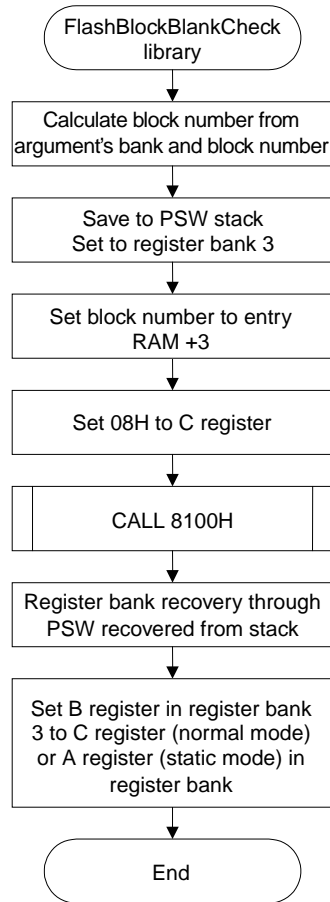 FlashBlockBlankCheck
library
Calculate block number from
argument's bank and block number
Save to PSW stack
Set to register bank 3
Set block number to entry
RAM +3
Set 08H to C register
CALL 8100H
Register bank recovery through
PSW recovered from stack
Set B register in register bank
3 to C register (normal mode)
or A register (static mode) in
register bank
End